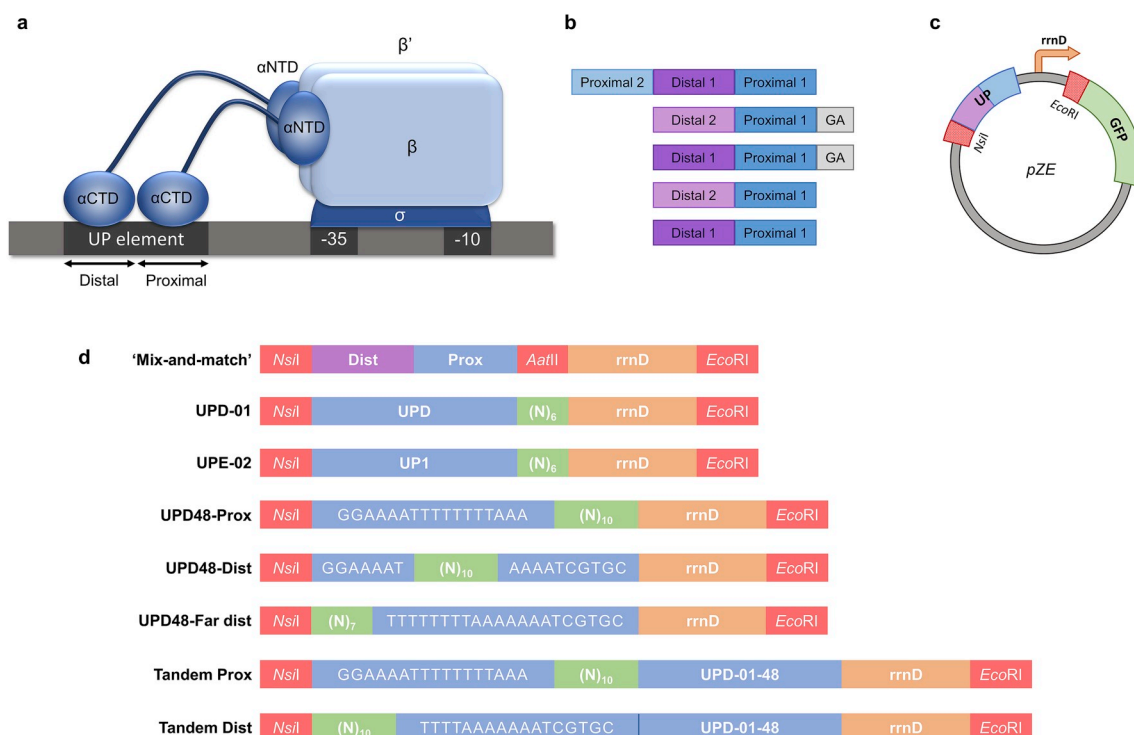 a
β'
αNTD
αNTD
β
αCTD
αCTD
σ
UP element
-35
-10
Distal
Proximal
b
Proximal 2 Distal 1 Proximal 1
Distal 2 Proximal 1 GA
Distal 1 Proximal 1 GA
Distal 2 Proximal 1
Distal 1 Proximal 1
c
rrnD
UP
EcoRI
GFP
NsiI
pZE
d
'Mix-and-match' NsiI Dist Prox AatII rrnD EcoRI
UPD-01 NsiI UPD (N)₆ rrnD EcoRI
UPE-02 NsiI UP1 (N)₆ rrnD EcoRI
UPD48-Prox NsiI GGAAAATTTTTTTTAAA (N)₁₀ rrnD EcoRI
UPD48-Dist NsiI GGAAAAT (N)₁₀ AAAATCGTGC rrnD EcoRI
UPD48-Far dist NsiI (N)₇ TTTTTTTTAAAAAAATCGTGC rrnD EcoRI
Tandem Prox NsiI GGAAAATTTTTTTTAAA (N)₁₀ UPD-01-48 rrnD EcoRI
Tandem Dist NsiI (N)₁₀ TTTTAAAAAAATCGTGC UPD-01-48 rrnD EcoRI